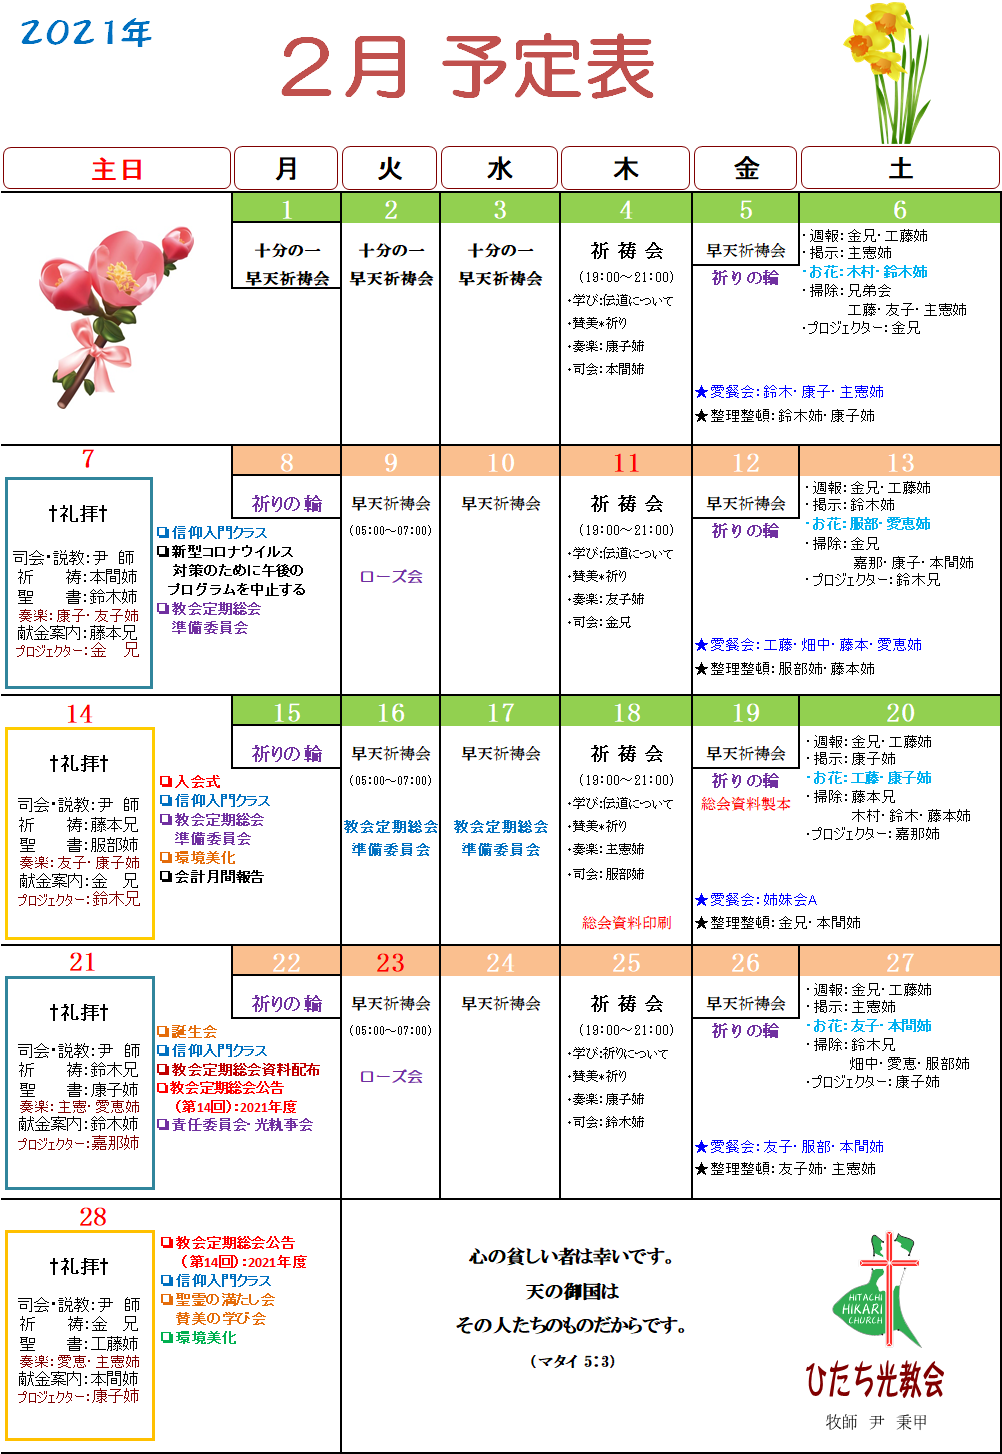 2021年
２月 予定表
主日 月 火 水 木 金 土
1
十分の一
早天祈祷会
2
十分の一
早天祈祷会
3
十分の一
早天祈祷会
4
祈 祷 会
(19:00～21:00)
・学び:伝道について
・賛美*祈り
・奏楽：康子姉
・司会：本間姉
5
早天祈祷会
祈りの輪
★愛餐会：鈴木・康子・主憲姉
★整理整頓：鈴木姉・康子姉
6
・週報：金兄・工藤姉
・掲示：主憲姉
・お花：木村・鈴木姉
・掃除：兄弟会
工藤・友子・主憲姉
・プロジェクター：金兄
7
†礼拝†
司会・説教：尹 師
祈 祷：本間姉
聖 書：鈴木姉
奏楽：康子・友子姉
献金案内：藤本兄
プロジェクター：金 兄
❏信仰入門クラス
❏新型コロナウイルス
対策のために午後の
プログラムを中止する
❏教会定期総会
準備委員会
8
祈りの輪
9
早天祈祷会
(05:00～07:00)
ローズ会
10
早天祈祷会
11
祈 祷 会
(19:00～21:00)
・学び:伝道について
・賛美*祈り
・奏楽：友子姉
・司会：金兄
12
早天祈祷会
祈りの輪
★愛餐会：工藤・畑中・藤本・愛恵姉
★整理整頓：服部姉・藤本姉
13
・週報：金兄・工藤姉
・掲示：鈴木姉
・お花：服部・愛恵姉
・掃除：金兄
嘉那・康子・本間姉
・プロジェクター：鈴木兄
14
†礼拝†
司会・説教：尹 師
祈 祷：藤本兄
聖 書：服部姉
奏楽：友子・康子姉
献金案内：金 兄
プロジェクター：鈴木兄
❏入会式
❏信仰入門クラス
❏教会定期総会
準備委員会
❏環境美化
❏会計月間報告
15
祈りの輪
16
早天祈祷会
(05:00～07:00)
教会定期総会
準備委員会
17
早天祈祷会
教会定期総会
準備委員会
18
祈 祷 会
(19:00～21:00)
・学び:伝道について
・賛美*祈り
・奏楽：主憲姉
・司会：服部姉
総会資料印刷
19
早天祈祷会
祈りの輪
総会資料製本
★愛餐会：姉妹会A
★整理整頓：金兄・本間姉
20
・週報：金兄・工藤姉
・掲示：康子姉
・お花：工藤・康子姉
・掃除：藤本兄
木村・鈴木・藤本姉
・プロジェクター：嘉那姉
21
†礼拝†
司会・説教：尹 師
祈 祷：鈴木兄
聖 書：康子姉
奏楽：主憲・愛恵姉
献金案内：鈴木姉
プロジェクター：嘉那姉
❏誕生会
❏信仰入門クラス
❏教会定期総会資料配布
❏教会定期総会公告
（第14回）：2021年度
❏責任委員会・光執事会
22
祈りの輪
23
早天祈祷会
(05:00～07:00)
ローズ会
24
早天祈祷会
25
祈 祷 会
(19:00～21:00)
・学び:祈りについて
・賛美*祈り
・奏楽：康子姉
・司会：鈴木姉
26
早天祈祷会
祈りの輪
★愛餐会：友子・服部・本間姉
★整理整頓：友子姉・主憲姉
27
・週報：金兄・工藤姉
・掲示：主憲姉
・お花：友子・本間姉
・掃除：鈴木兄
畑中・愛恵・服部姉
・プロジェクター：康子姉
28
†礼拝†
司会・説教：尹 師
祈 祷：金 兄
聖 書：工藤姉
奏楽：愛恵・主憲姉
献金案内：本間姉
プロジェクター：康子姉
❏教会定期総会公告
（第14回）：2021年度
❏信仰入門クラス
❏聖霊の満たし会
賛美の学び会
❏環境美化
心の貧しい者は幸いです。
天の御国は
その人たちのものだからです。
（マタイ 5：3）
HITACHI
HIKARI
CHURCH
ひたち光教会
牧師 尹 秉甲